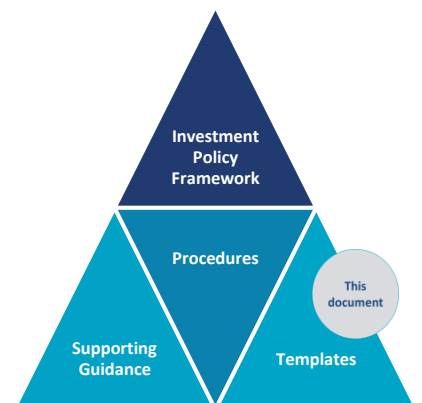 Investment
Policy
Framework
Procedures
This
document
Supporting
Guidance
Templates